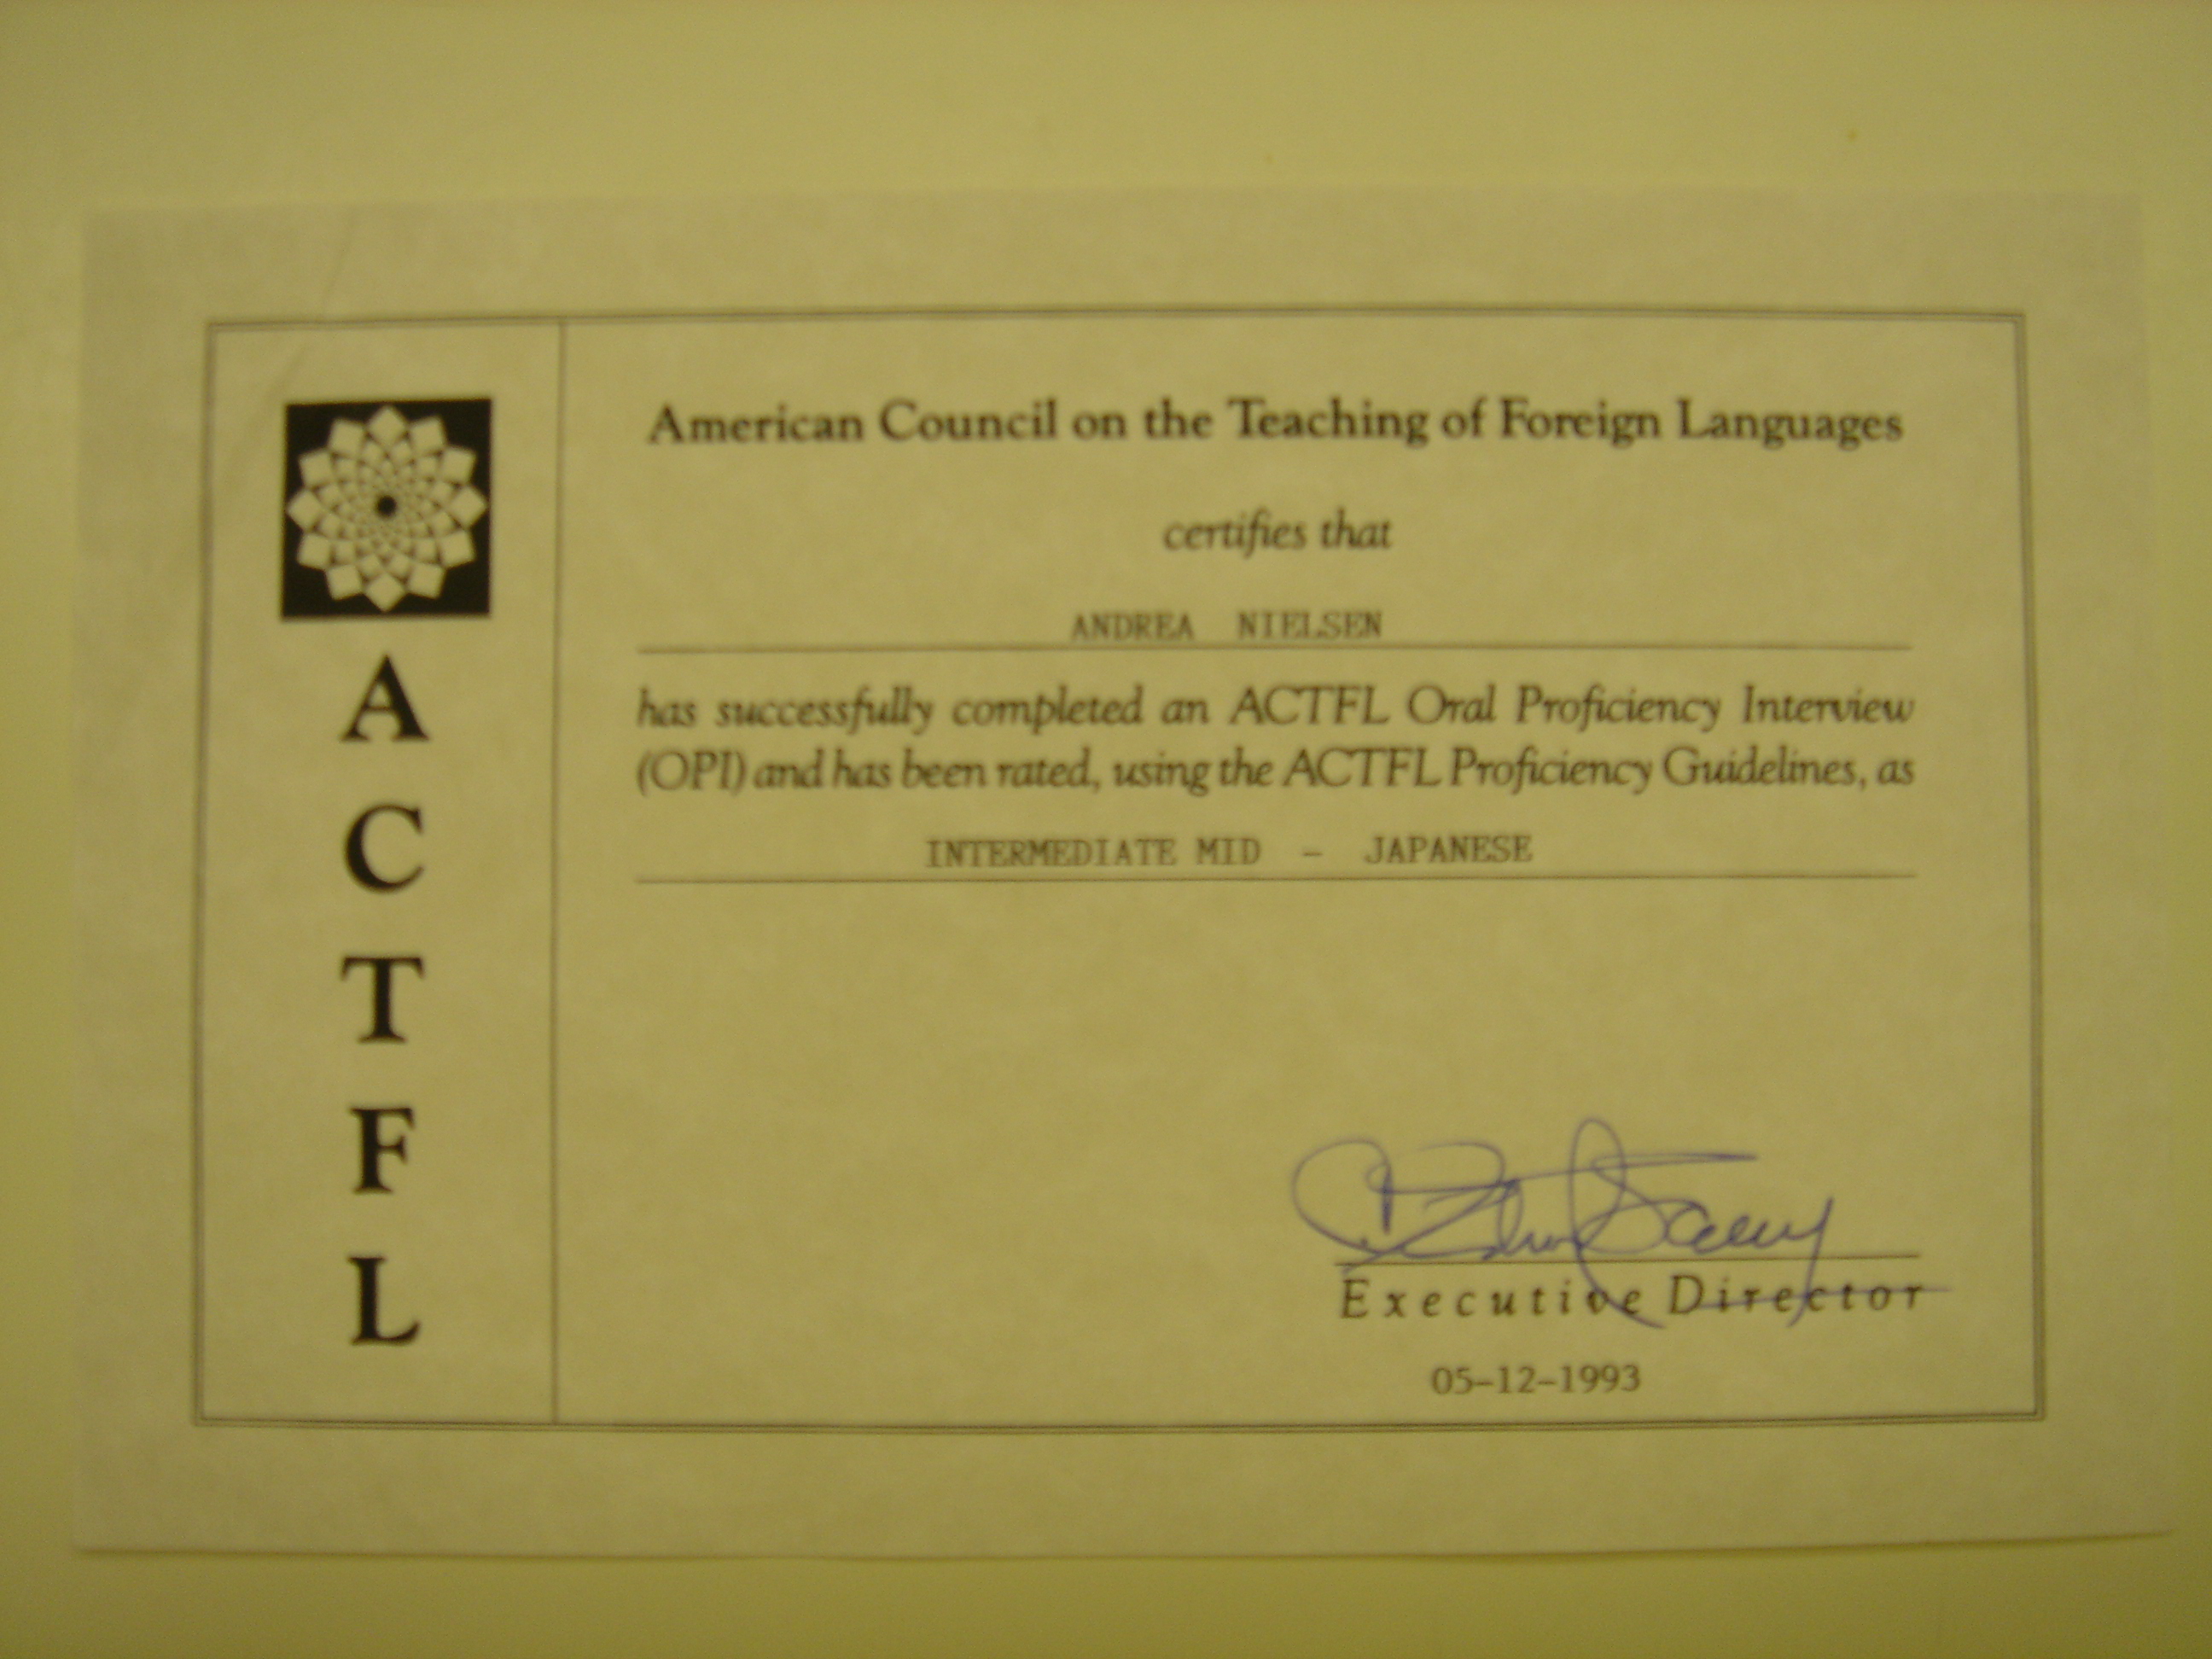 American Council on the Teaching of Foreign Languages
certifies that
ANDREA NIELSEN
has successfully completed an ACTFL Oral Proficiency Interview
(OPI) and has been rated, using the ACTFL Proficiency Guidelines, as
INTERMEDIATE MID - JAPANESE
Executive Director
05-12-1993
A
C
T
F
L